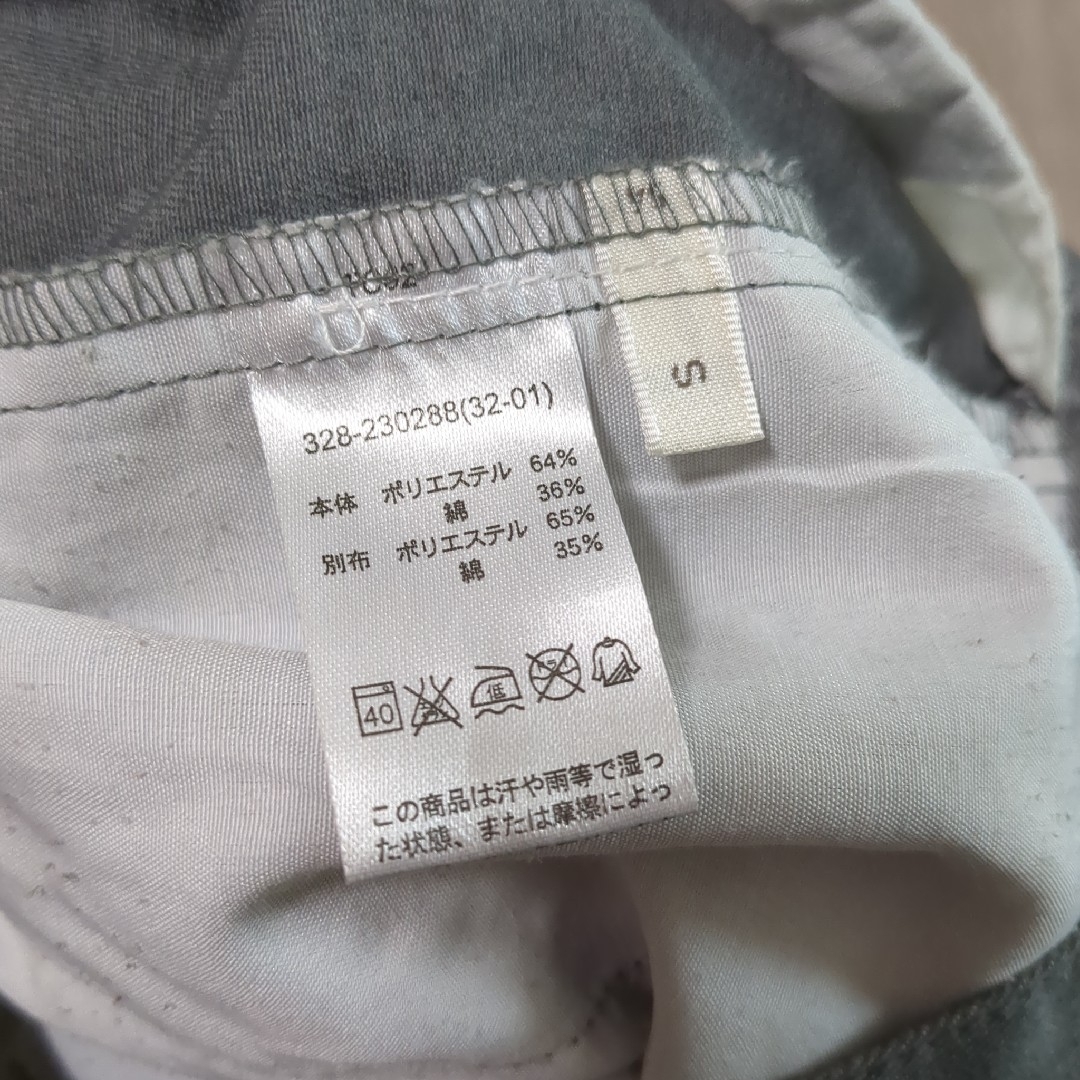 S
328-230288(32-01)
本体 ポリエステル 64%
綿 36%
別布 ポリエステル 65%
綿 35%
40 低
この商品は汗や雨等で湿っ
た状態、または摩擦によっ